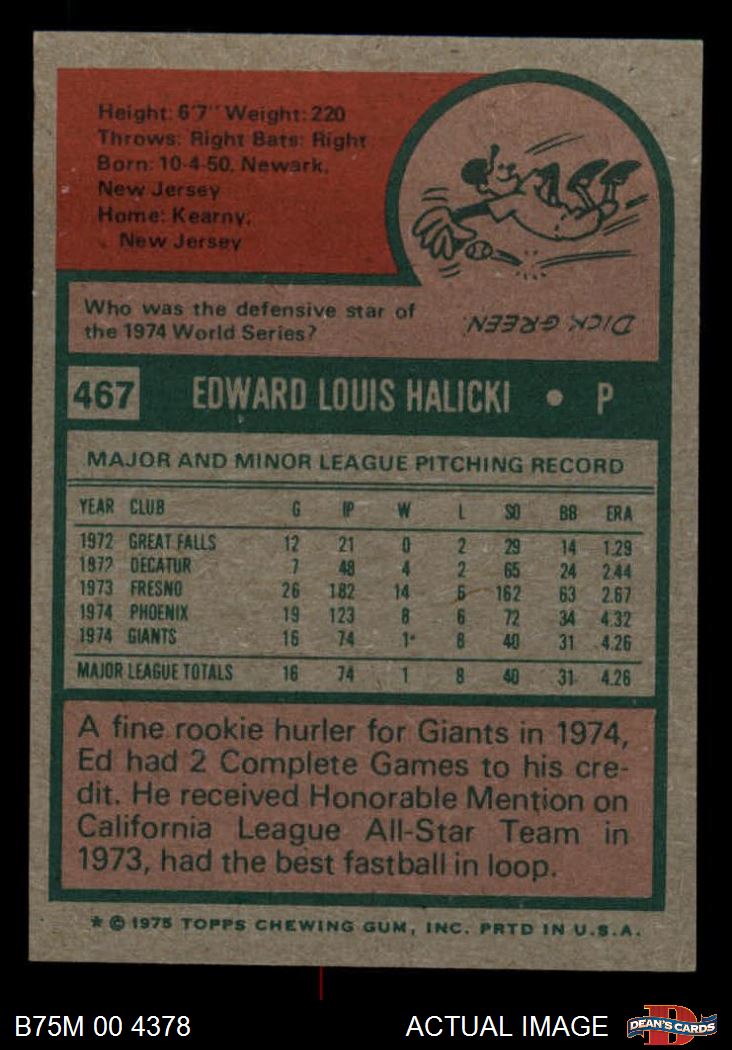 Height: 6'7" Weight: 220
Throws: Right Bats: Right
Born: 10-4-50, Newark,
New Jersey
Home: Kearny,
New Jersey
Who was the defensive star of
the 1974 World Series?
DICK GREEN.
467 EDWARD LOUIS HALICKI • P
MAJOR AND MINOR LEAGUE PITCHING RECORD
YEAR CLUB G IP W L SO BB ERA
1972 GREAT FALLS 12 21 0 2 29 14 1.29
1972 DECATUR 7 48 4 2 65 24 2.44
1973 FRESNO 26 182 14 6 162 63 2.67
1974 PHOENIX 19 123 8 6 72 34 4.32
1974 GIANTS 16 74 1 8 40 31 4.26
MAJOR LEAGUE TOTALS 16 74 1 8 40 31 4.26
A fine rookie hurler for Giants in 1974,
Ed had 2 Complete Games to his cre-
dit. He received Honorable Mention on
California League All-Star Team in
1973, had the best fastball in loop.
* © 1975 TOPPS CHEWING GUM, INC. PRTD IN U.S.A.
B75M 00 4378 ACTUAL IMAGE DEAN'S CARDS